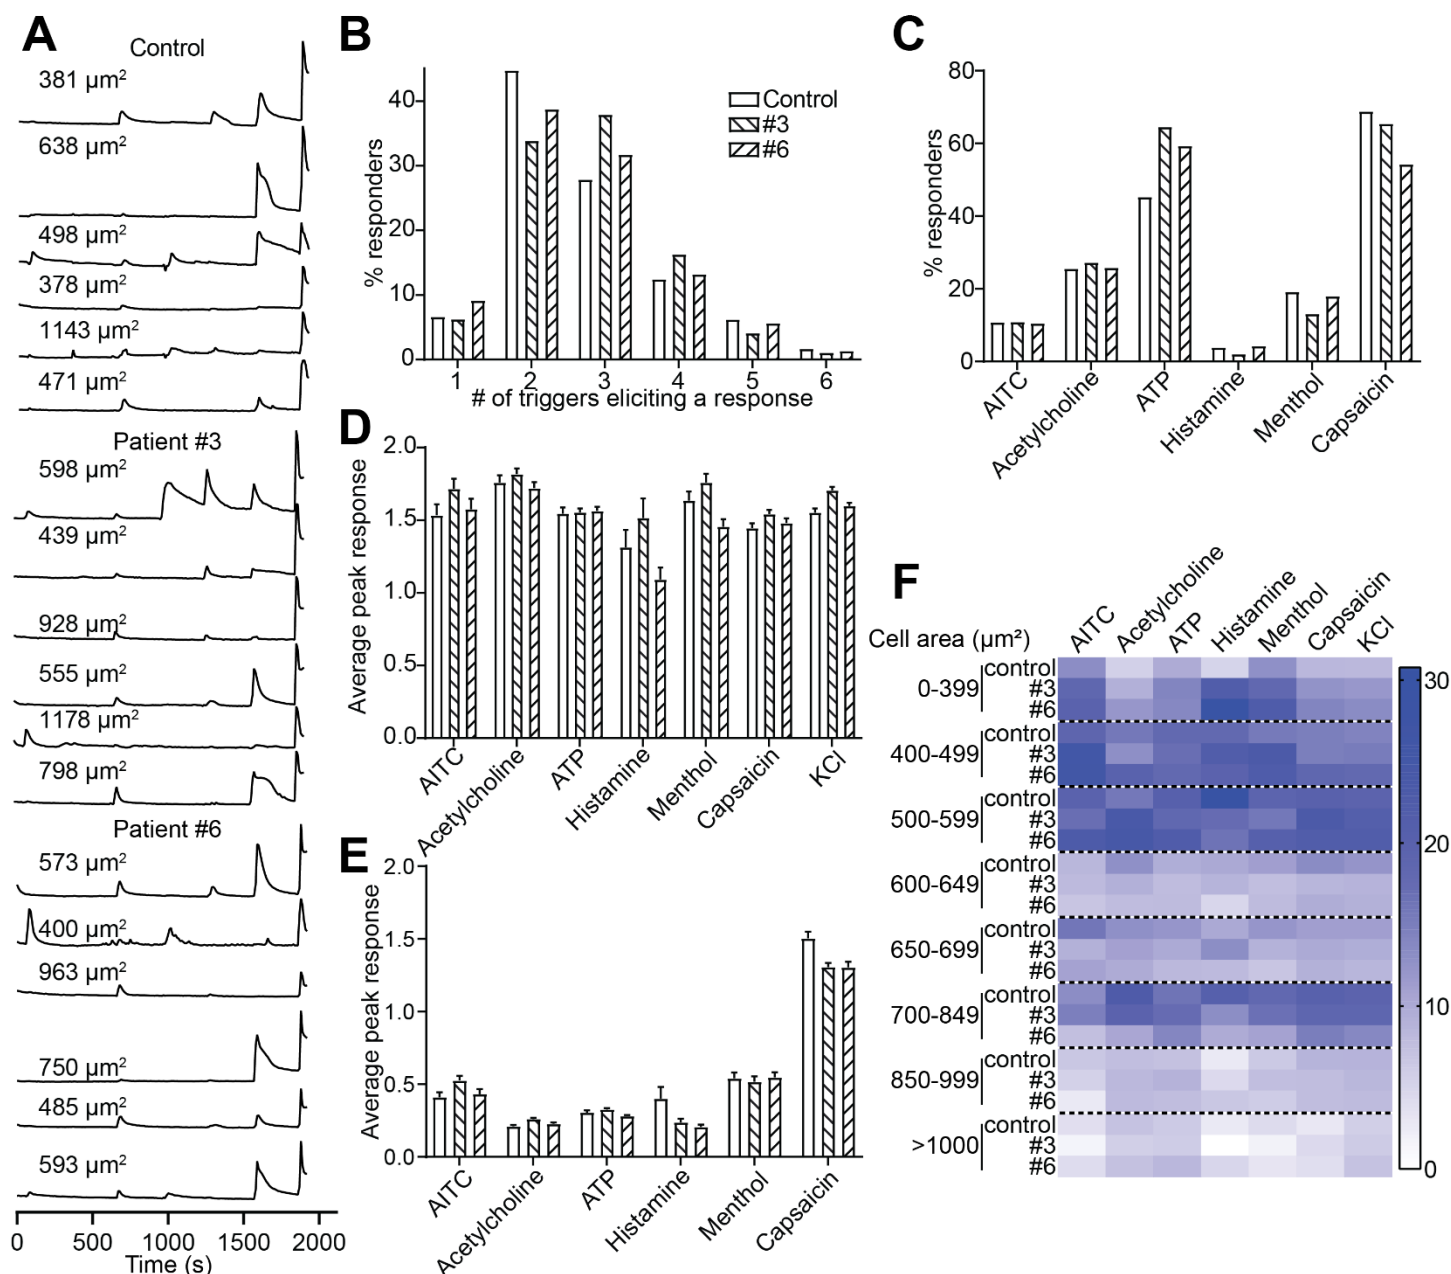 A
Control
381 µm²
638 µm²
498 µm²
378 µm²
1143 µm²
471 µm²
Patient #3
598 µm²
439 µm²
928 µm²
555 µm²
1178 µm²
798 µm²
Patient #6
573 µm²
400 µm²
963 µm²
750 µm²
485 µm²
593 µm²
0 500 1000 1500 2000
Time (s)
B
% responders
40
30
20
10
0
Control
#3
#6
1 2 3 4 5 6
# of triggers eliciting a response
C
% responders
80
60
40
20
0
AITC
Acetylcholine
ATP
Histamine
Menthol
Capsaicin
D
Average peak response
2.0
1.5
1.0
0.5
0.0
AITC
Acetylcholine
ATP
Histamine
Menthol
Capsaicin
KCl
E
Average peak response
2.0
1.5
1.0
0.5
0.0
AITC
Acetylcholine
ATP
Histamine
Menthol
Capsaicin
F
AITC
Acetylcholine
ATP
Histamine
Menthol
Capsaicin
KCl
Cell area (µm²)
0-399
control
#3
#6
400-499
control
#3
#6
500-599
control
#3
#6
600-649
control
#3
#6
650-699
control
#3
#6
700-849
control
#3
#6
850-999
control
#3
#6
>1000
control
#3
#6
30
20
10
0